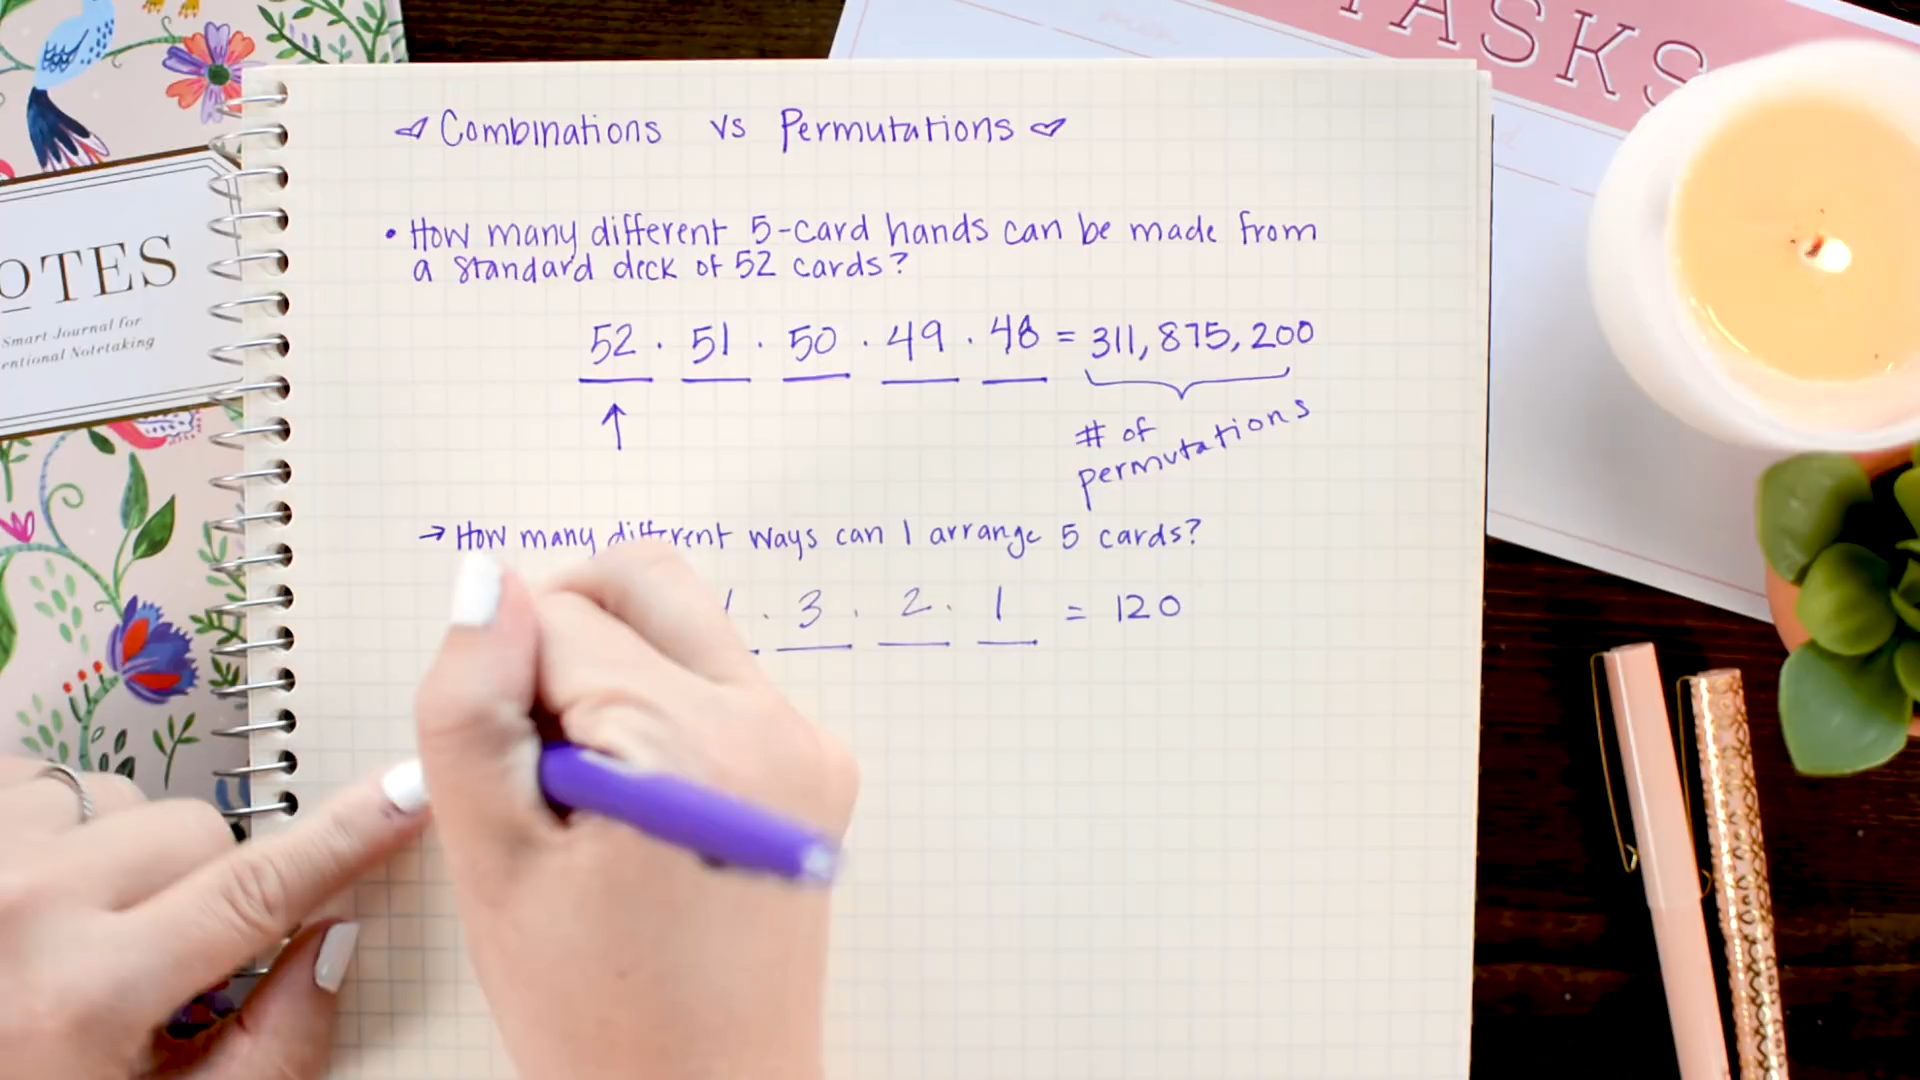 TASKS
OTES
Smart Journal for
entional Notetaking
Combinations vs Permutations
• How many different 5-card hands can be made from
a standard deck of 52 cards?
52 · 51 · 50 · 49 · 48 = 311,875,200
↑
# of
permutations
→ How many different ways can I arrange 5 cards?
· 3 · 2 · 1 = 120